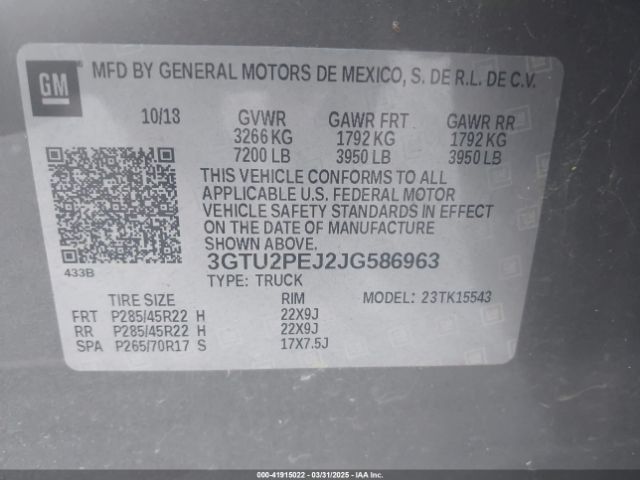 GM
MFD BY GENERAL MOTORS DE MEXICO, S. DE R.L. DE C.V.
10/18 GVWR GAWR FRT GAWR RR
3266 KG 1792 KG 1792 KG
7200 LB 3950 LB 3950 LB
THIS VEHICLE CONFORMS TO ALL
APPLICABLE U.S. FEDERAL MOTOR
VEHICLE SAFETY STANDARDS IN EFFECT
ON THE DATE OF MANUFACTURE
SHOWN ABOVE.
433B
3GTU2PEJ2JG586963
TYPE: TRUCK
TIRE SIZE RIM MODEL: 23TK15543
FRT P285/45R22 H 22X9J
RR P285/45R22 H 22X9J
SPA P265/70R17 S 17X7.5J
000-41915022 - 03/31/2025 - IAAI Inc.